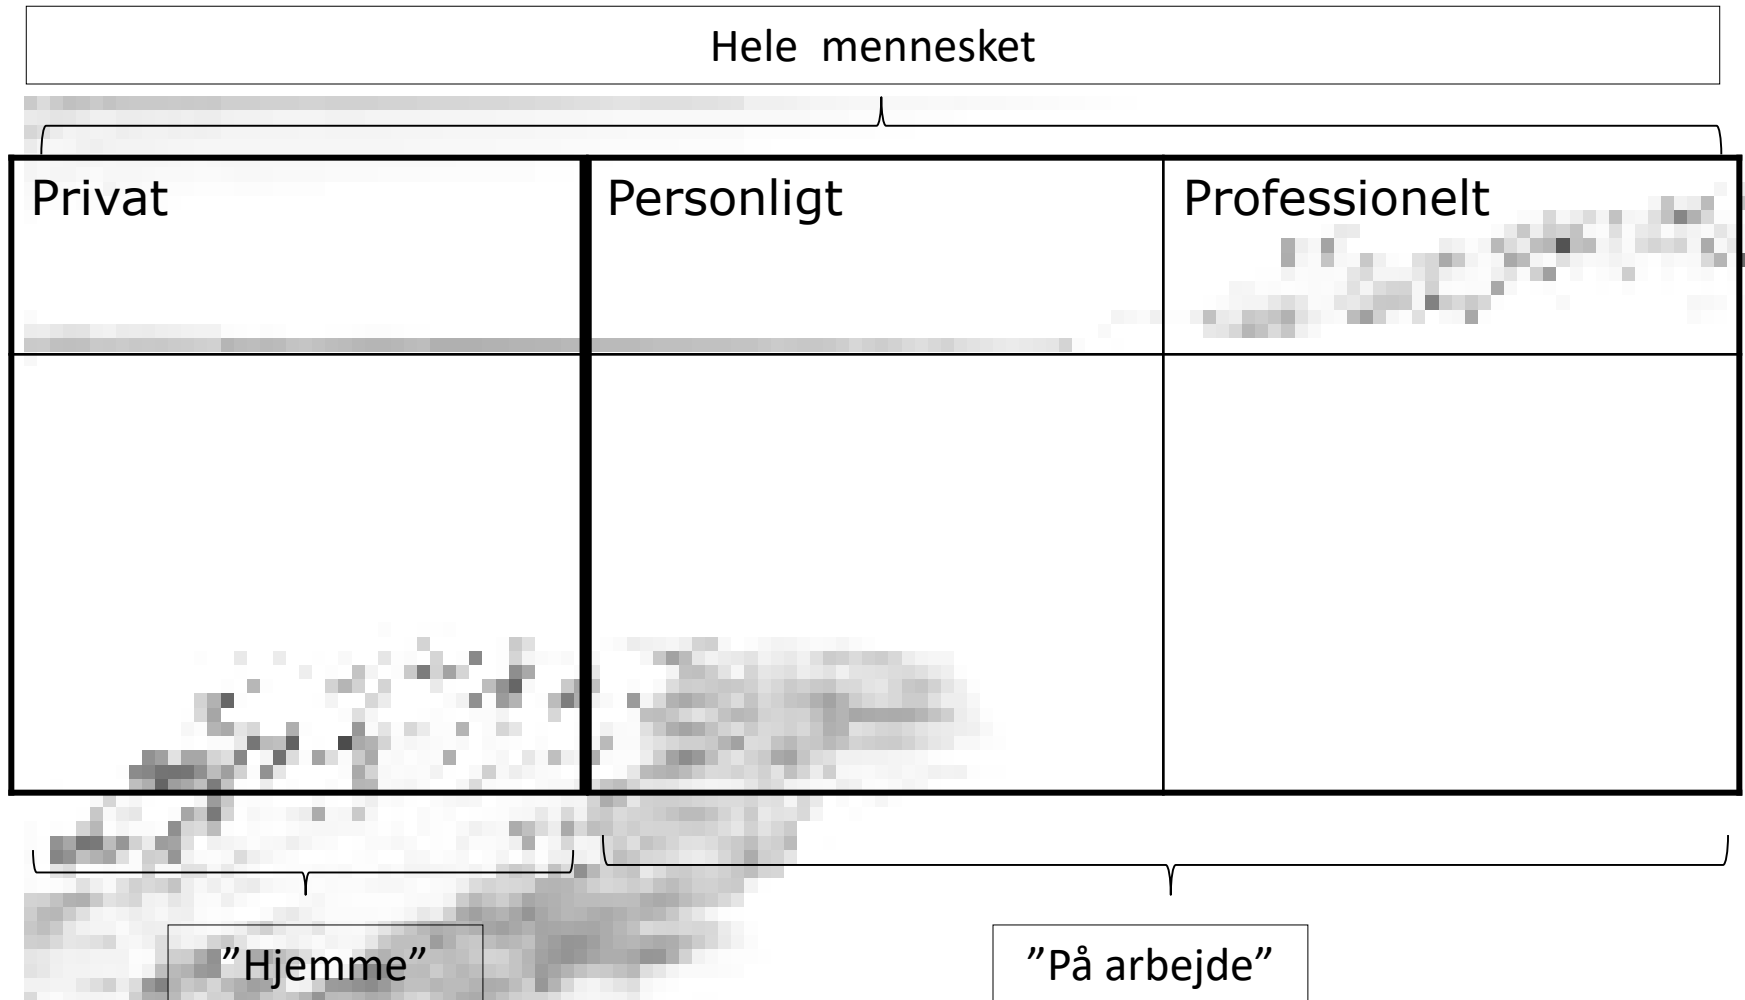 Hele mennesket
Privat
Personligt
Professionelt
”Hjemme”
”På arbejde”